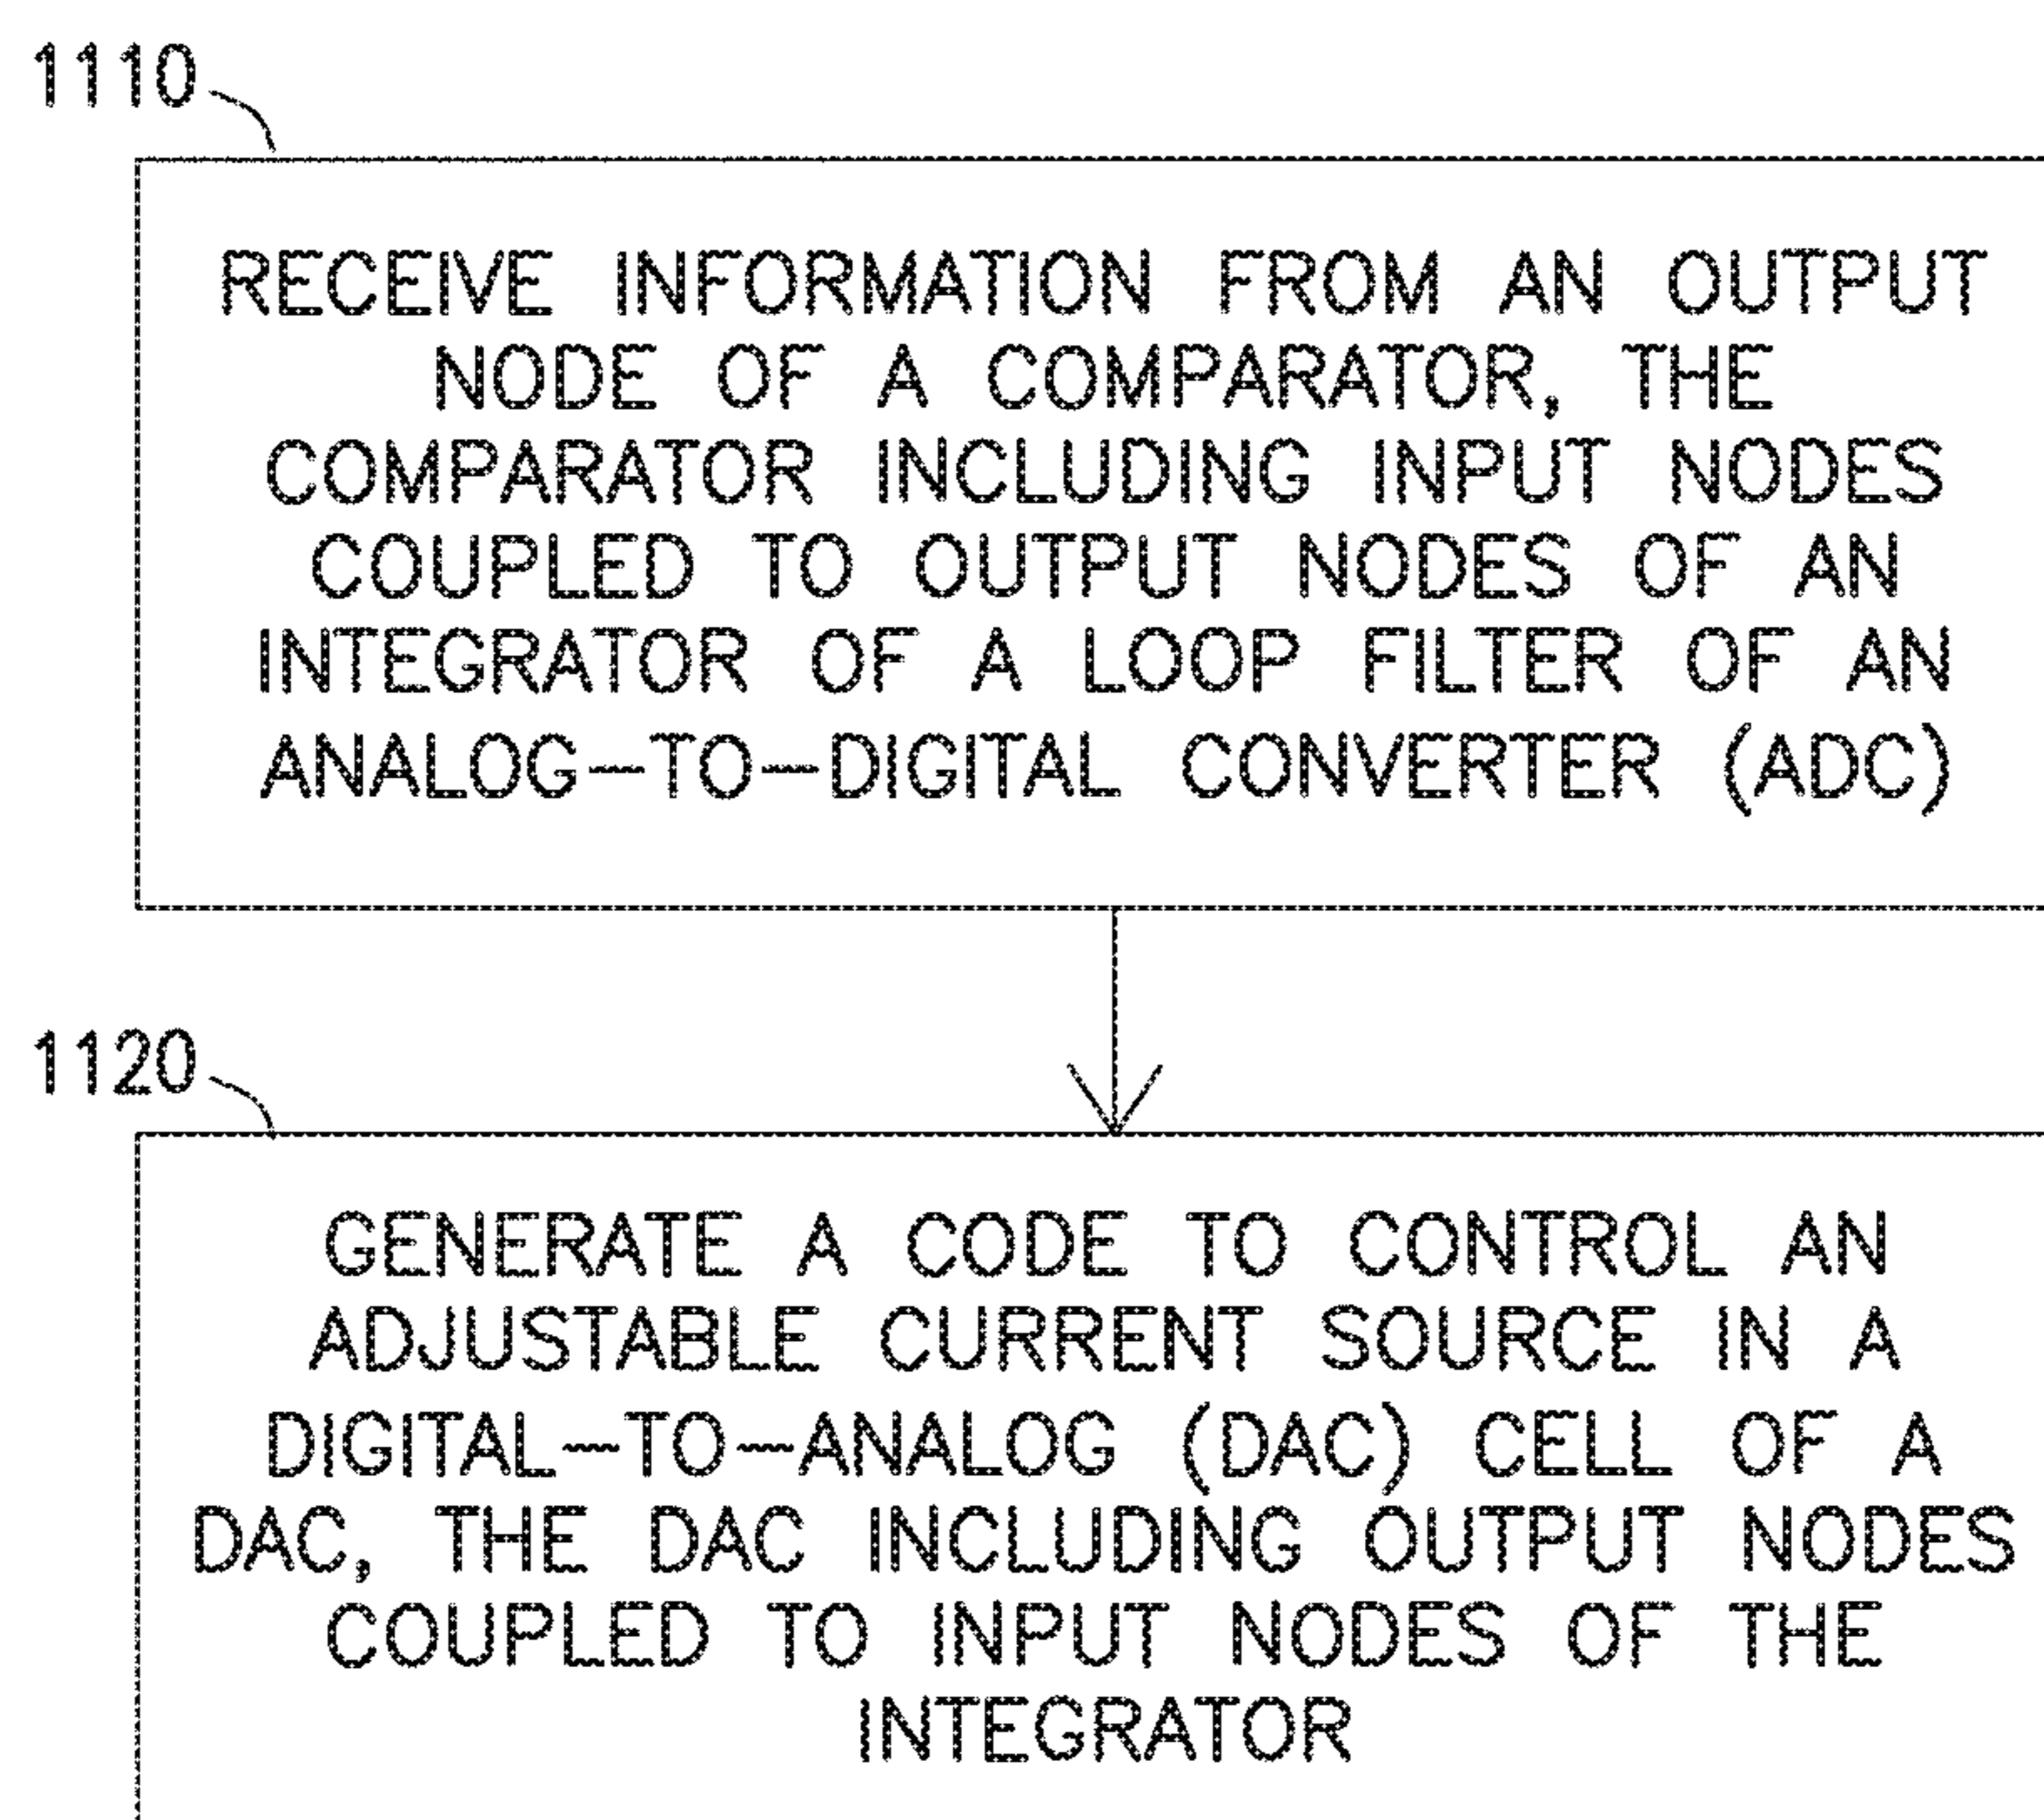 1110
RECEIVE INFORMATION FROM AN OUTPUT
NODE OF A COMPARATOR, THE
COMPARATOR INCLUDING INPUT NODES
COUPLED TO OUTPUT NODES OF AN
INTEGRATOR OF A LOOP FILTER OF AN
ANALOG–TO–DIGITAL CONVERTER (ADC)
1120
GENERATE A CODE TO CONTROL AN
ADJUSTABLE CURRENT SOURCE IN A
DIGITAL–TO–ANALOG (DAC) CELL OF A
DAC, THE DAC INCLUDING OUTPUT NODES
COUPLED TO INPUT NODES OF THE
INTEGRATOR